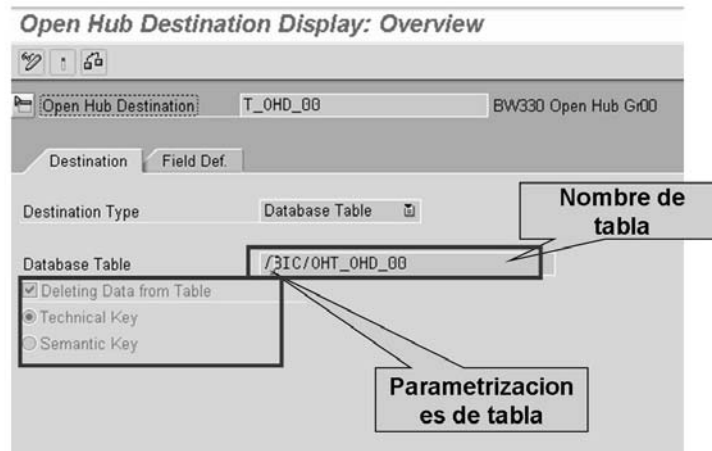 Open Hub Destination Display: Overview
Open Hub Destination T_OHD_00 BW330 Open Hub Gr00
Destination Field Def.
Destination Type Database Table
Nombre de
tabla
Database Table /BIC/OHT_OHD_00
Deleting Data from Table
Technical Key
Semantic Key
Parametrizacion
es de tabla